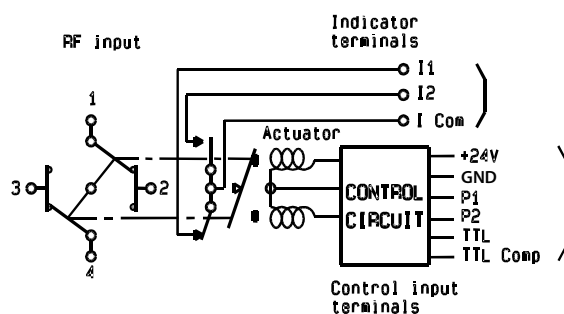 Indicator
terminals
RF input
I1
I2
I Com
1
Actuator
3
2
4
CONTROL
CIRCUIT
+24V
GND
P1
P2
TTL
TTL Comp
Control input
terminals